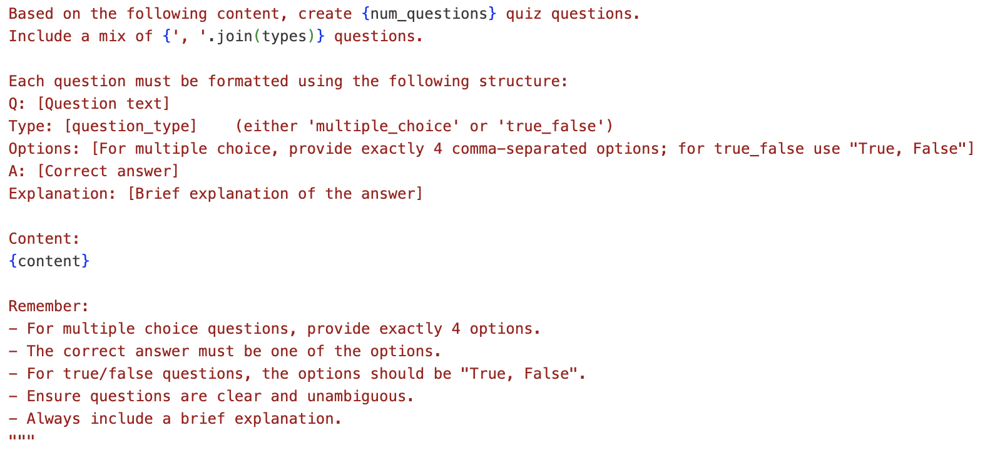 Based on the following content, create {num_questions} quiz questions.
Include a mix of {', '.join(types)} questions.
Each question must be formatted using the following structure:
Q: [Question text]
Type: [question_type]    (either 'multiple_choice' or 'true_false')
Options: [For multiple choice, provide exactly 4 comma-separated options; for true_false use "True, False"]
A: [Correct answer]
Explanation: [Brief explanation of the answer]
Content:
{content}
Remember:
- For multiple choice questions, provide exactly 4 options.
- The correct answer must be one of the options.
- For true/false questions, the options should be "True, False".
- Ensure questions are clear and unambiguous.
- Always include a brief explanation.
"""